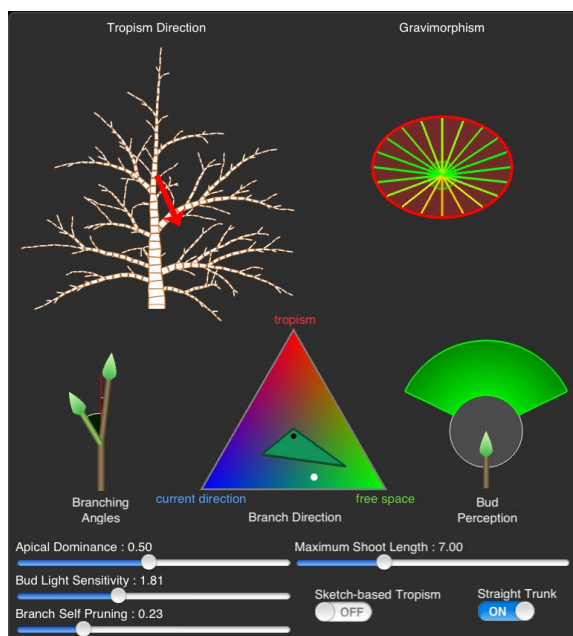 Tropism Direction
Gravimorphism
tropism
current direction
free space
Branching
Angles
Branch Direction
Bud
Perception
Apical Dominance : 0.50
Maximum Shoot Length : 7.00
Bud Light Sensitivity : 1.81
Sketch-based Tropism
Straight Trunk
OFF
ON
Branch Self Pruning : 0.23